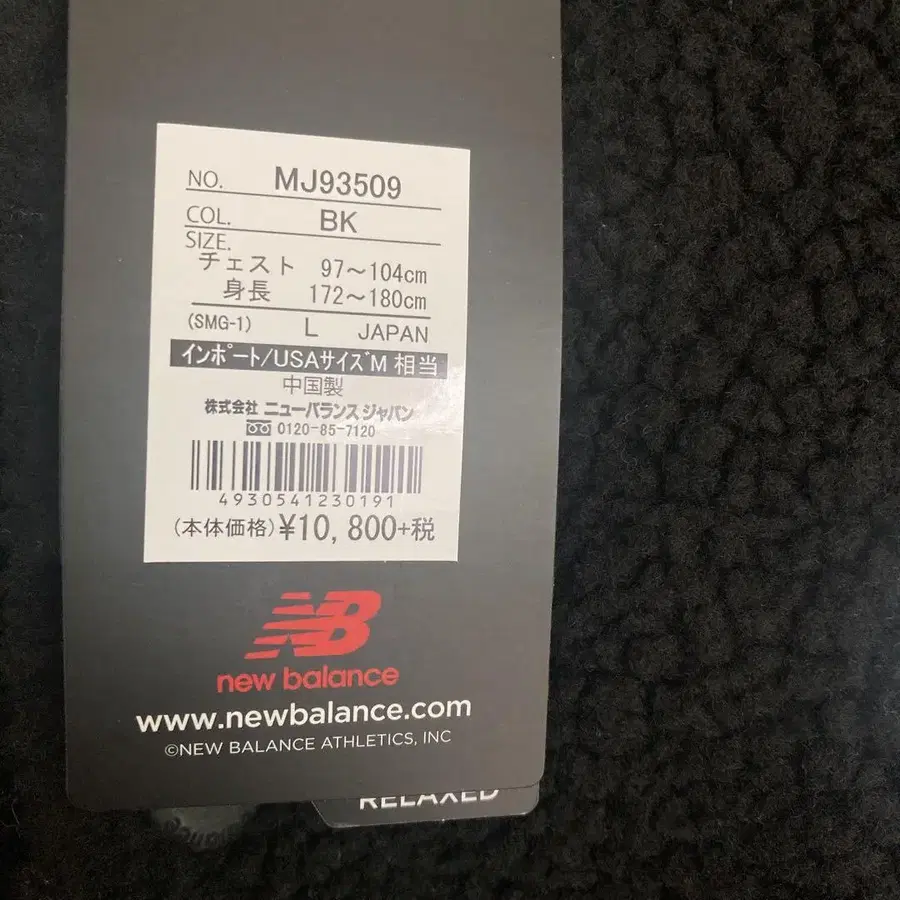 NO. MJ93509
COL. BK
SIZE.
チェスト 97～104cm
身長 172～180cm
(SMG-1) L JAPAN
インポート/USAサイズM 相当
中国製
株式会社 ニューバランス ジャパン
0120-85-7120
4930541230191
(本体価格) ¥10,800+税
NB
new balance
www.newbalance.com
©NEW BALANCE ATHLETICS, INC
RELAXED